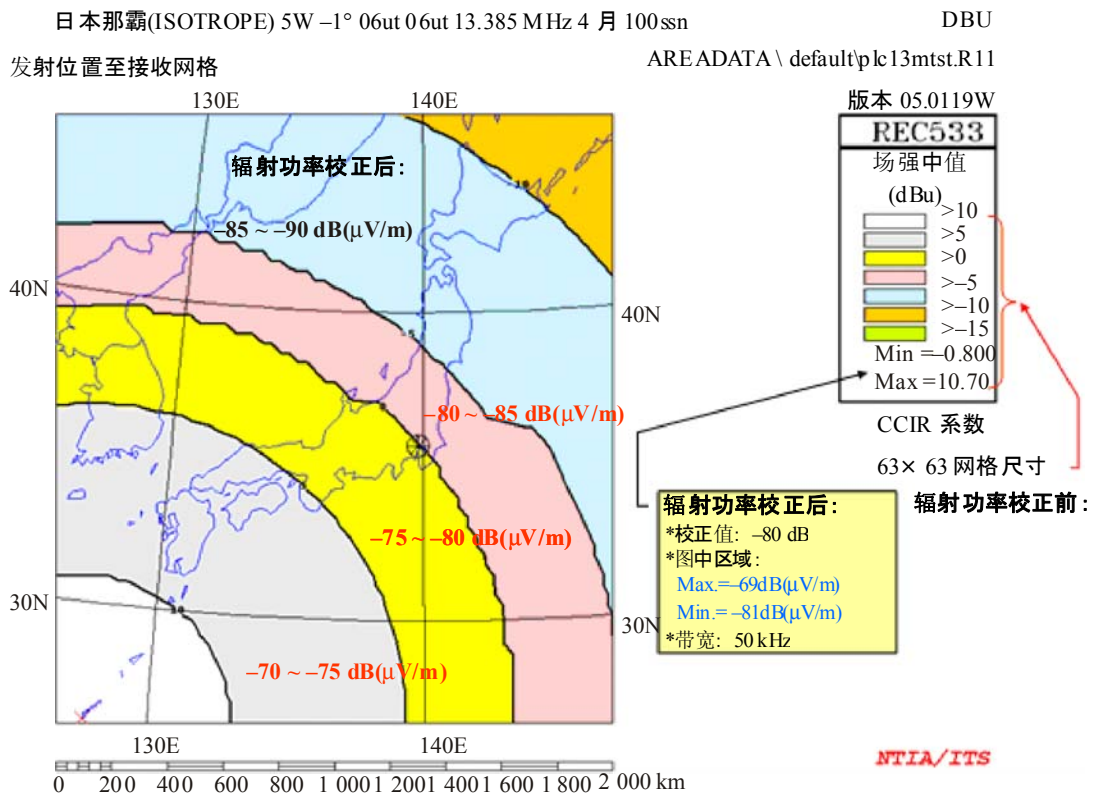 日本那霸(ISOTROPE) 5W –1° 06ut 06ut 13.385 MHz 4 月 100ssn
DBU
发射位置至接收网格
AREADATA \ default\plc13mtst.R11
130E
140E
版本 05.0119W
REC533
场强中值
(dBu)
>10
>5
>0
>–5
>–10
>–15
Min =–0.800
Max =10.70
CCIR 系数
63× 63 网格尺寸
辐射功率校正后:
–85 ~ –90 dB(μV/m)
-10
40N
40N
-5
0
–80 ~ –85 dB(μV/m)
5
–75 ~ –80 dB(μV/m)
30N
30N
10
–70 ~ –75 dB(μV/m)
辐射功率校正后:
*校正值: –80 dB
*图中区域:
Max.=–69dB(μV/m)
Min.= –81dB(μV/m)
*带宽: 50 kHz
辐射功率校正前:
130E
140E
NTIA/ITS
0 200 400 600 800 1 000 1 200 1 400 1 600 1 800 2 000 km